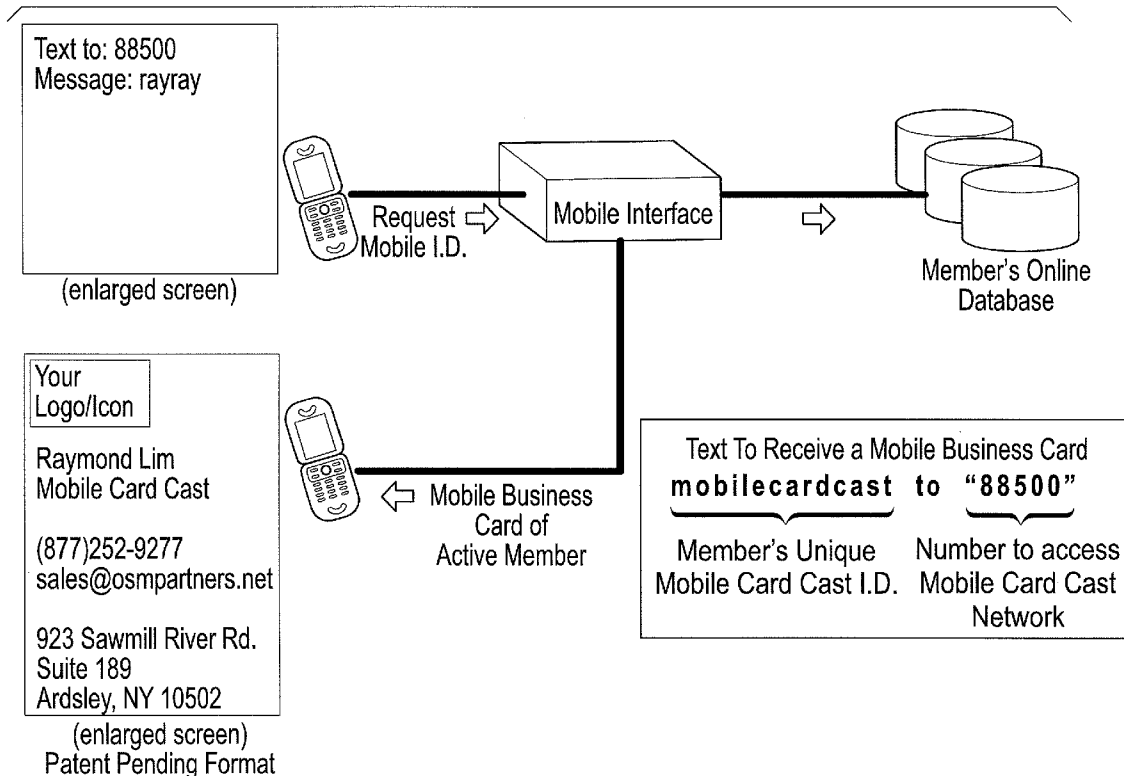 Text to: 88500
Message: rayray
(enlarged screen)
Request
Mobile I.D.
Mobile Interface
Member's Online
Database
Your
Logo/Icon
Raymond Lim
Mobile Card Cast
(877)252-9277
sales@osmpartners.net
923 Sawmill River Rd.
Suite 189
Ardsley, NY 10502
(enlarged screen)
Patent Pending Format
Mobile Business
Card of
Active Member
Text To Receive a Mobile Business Card
mobilecardcast to "88500"
Member's Unique
Mobile Card Cast I.D.
Number to access
Mobile Card Cast
Network